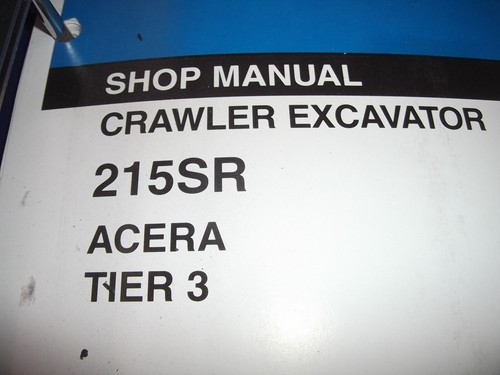 SHOP MANUAL
CRAWLER EXCAVATOR
215SR
ACERA
TIER 3